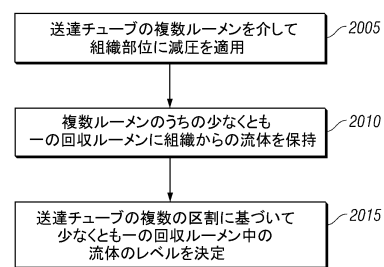 送達チューブの複数ルーメンを介して
組織部位に減圧を適用
2005
複数ルーメンのうちの少なくとも
一の回収ルーメンに組織からの流体を保持
2010
送達チューブの複数の区割に基づいて
少なくとも一の回収ルーメン中の
流体のレベルを決定
2015